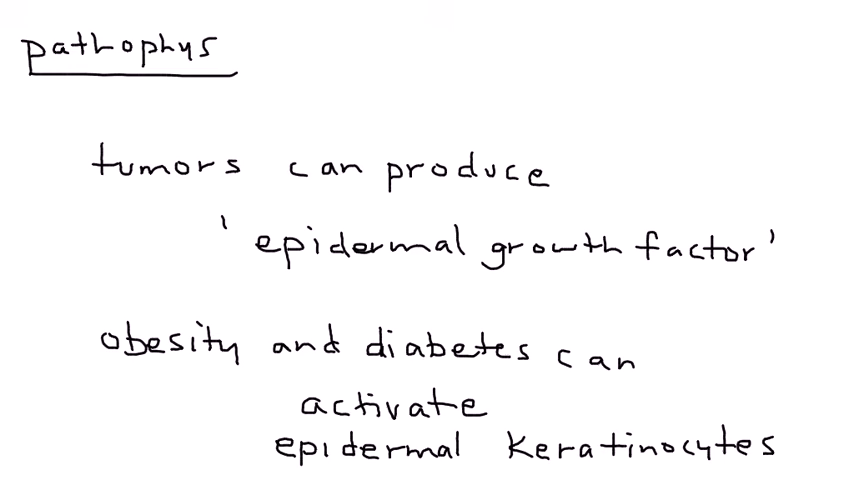 pathophys
tumors can produce
'epidermal growth factor'
obesity and diabetes can
activate
epidermal keratinocytes